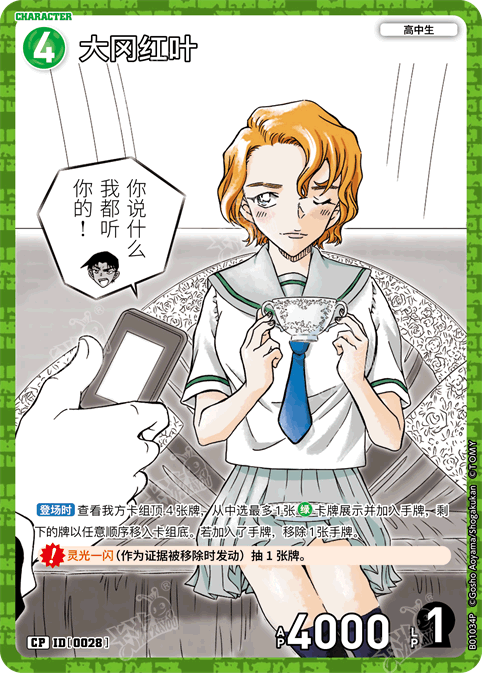 CHARACTER
4
大冈红叶
高中生
你说什么
我都听
你的！
登场时 查看我方卡组顶4张牌，从中选最多1张 绿 卡牌展示并加入手牌，剩
下的牌以任意顺序移入卡组底。若加入了手牌，移除1张手牌。
灵光一闪（作为证据被移除时发动）抽 1 张牌。
CP ID[0028]
AP 4000 LP 1
B01034P ©Gosho Aoyama/Shogakukan ©TOMY